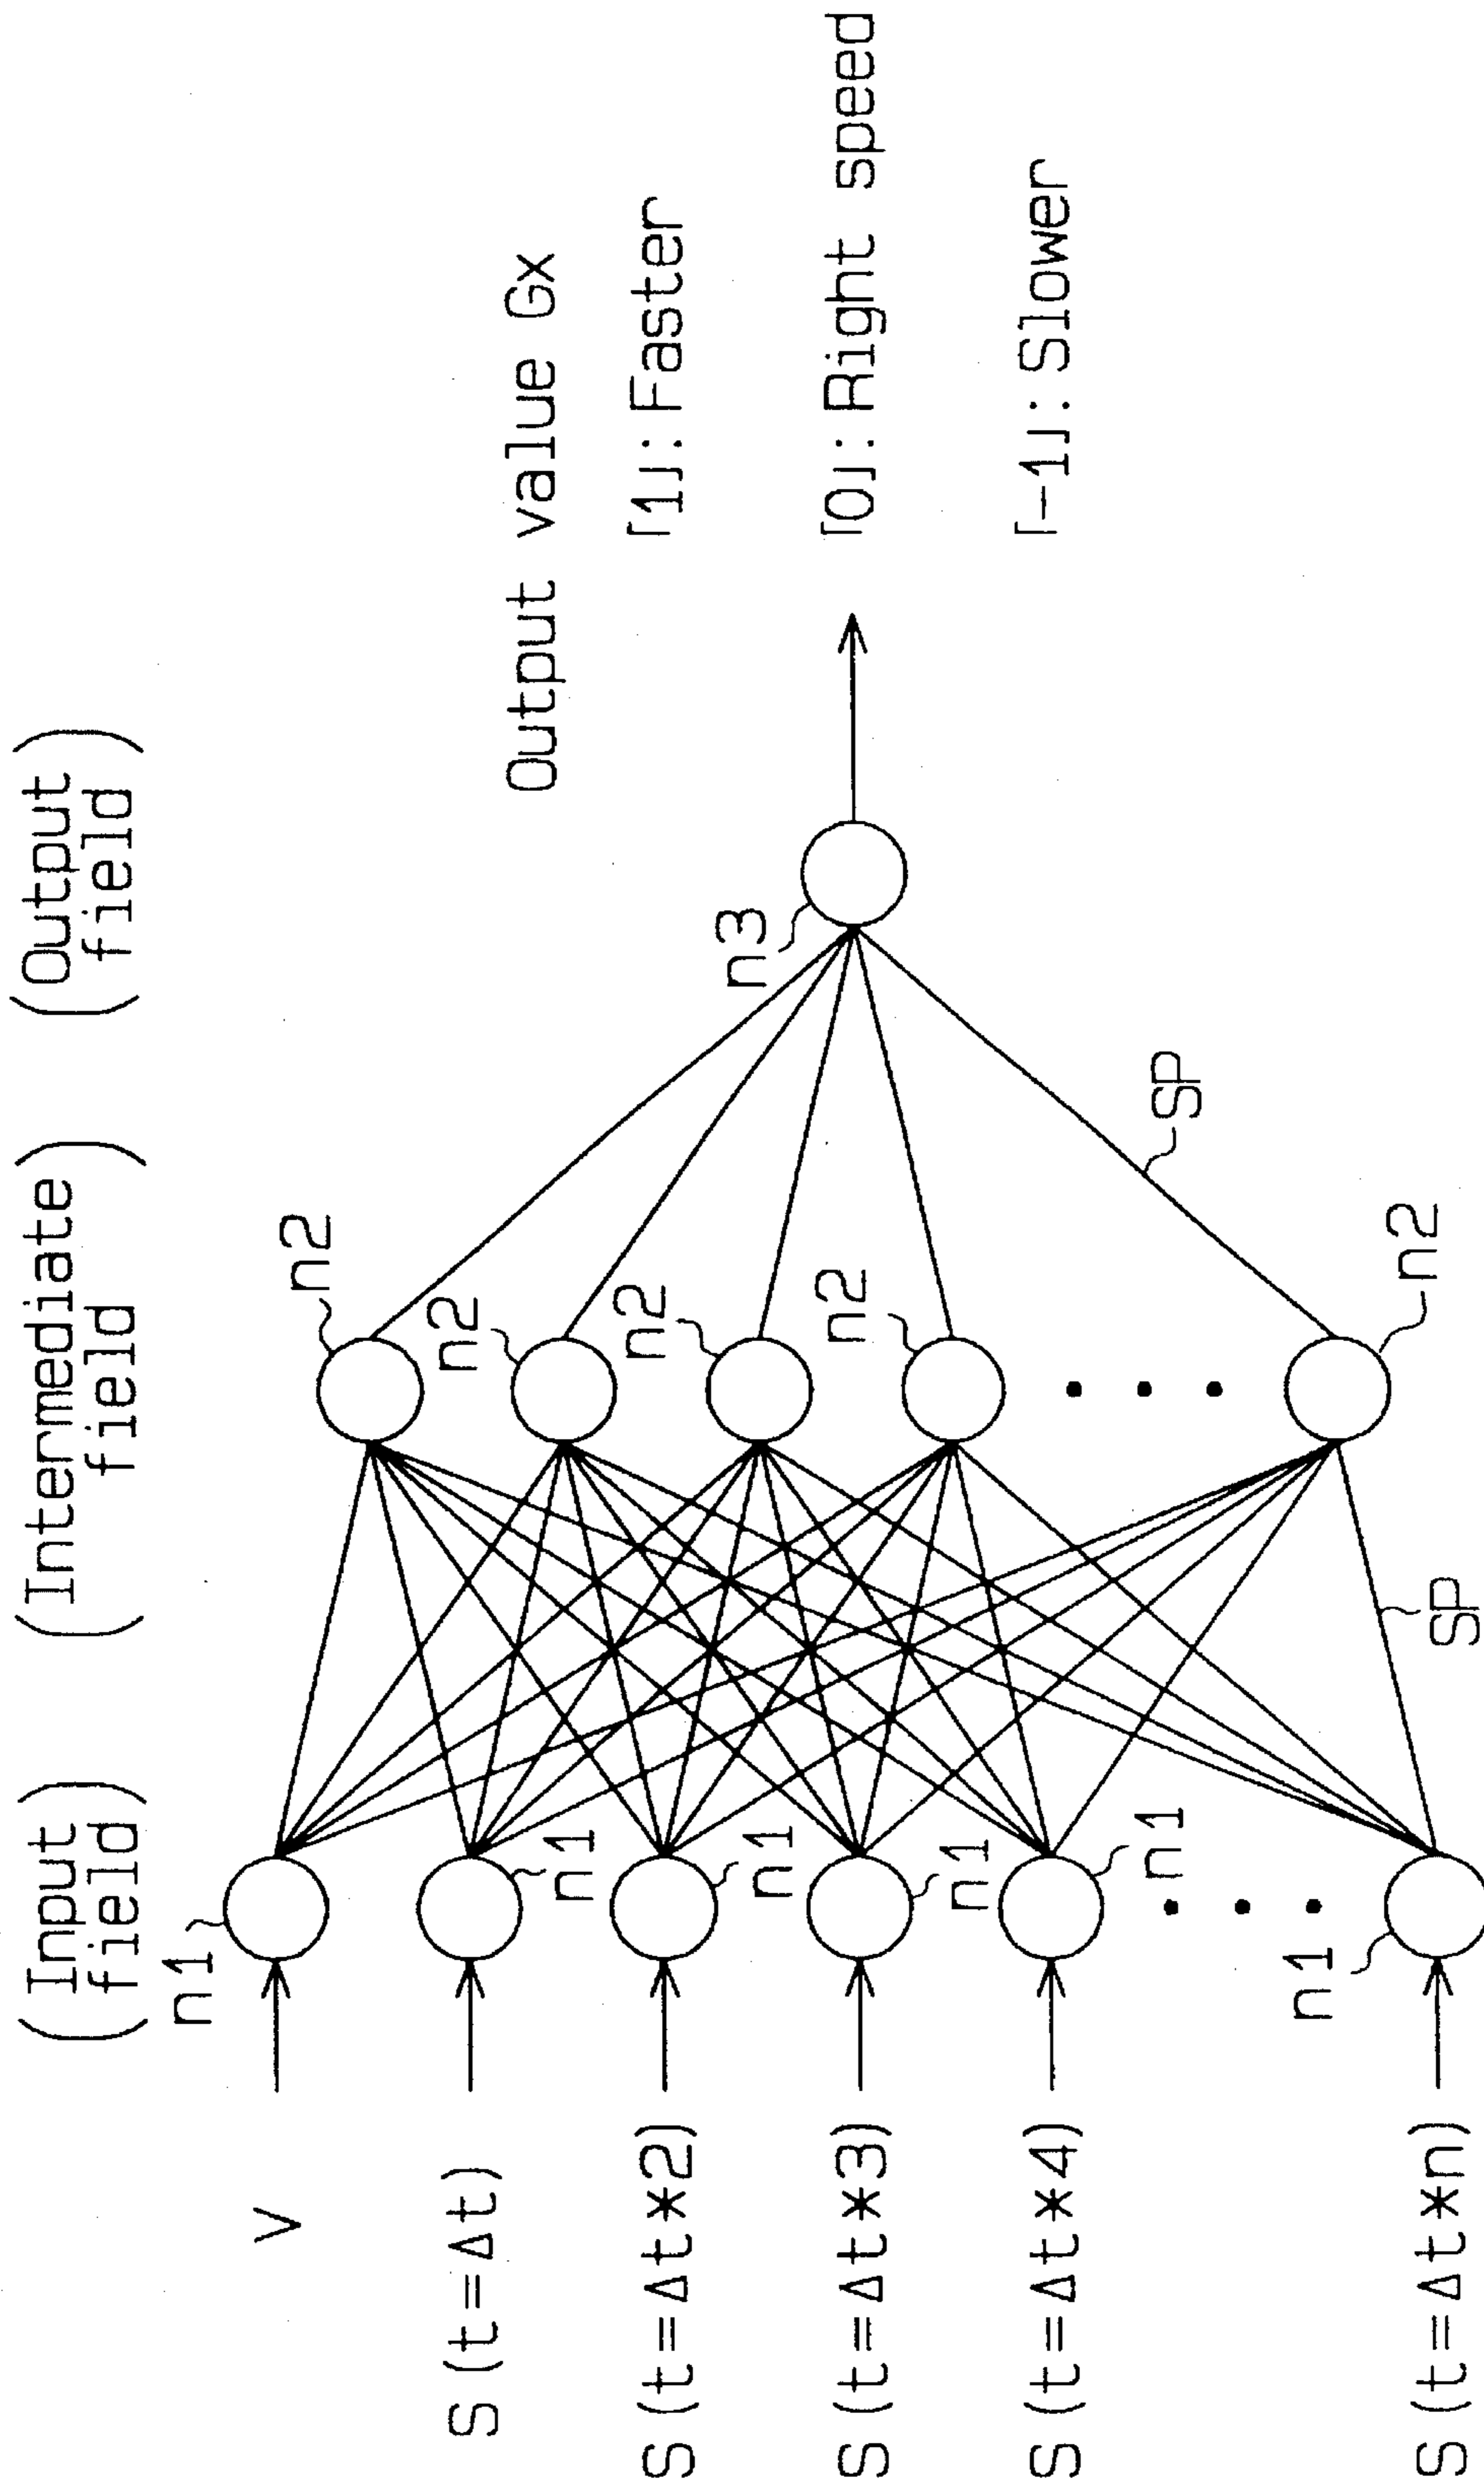 (Input field)
(Intermediate field)
(Output field)
V
S(t=Δt)
S(t=Δt*2)
S(t=Δt*3)
S(t=Δt*4)
S(t=Δt*n)
n1
n1
n1
n1
n1
n1
n2
n2
n2
n2
n2
SP
SP
n3
Output value Gx
「1」: Faster
「0」: Right speed
「-1」: Slower